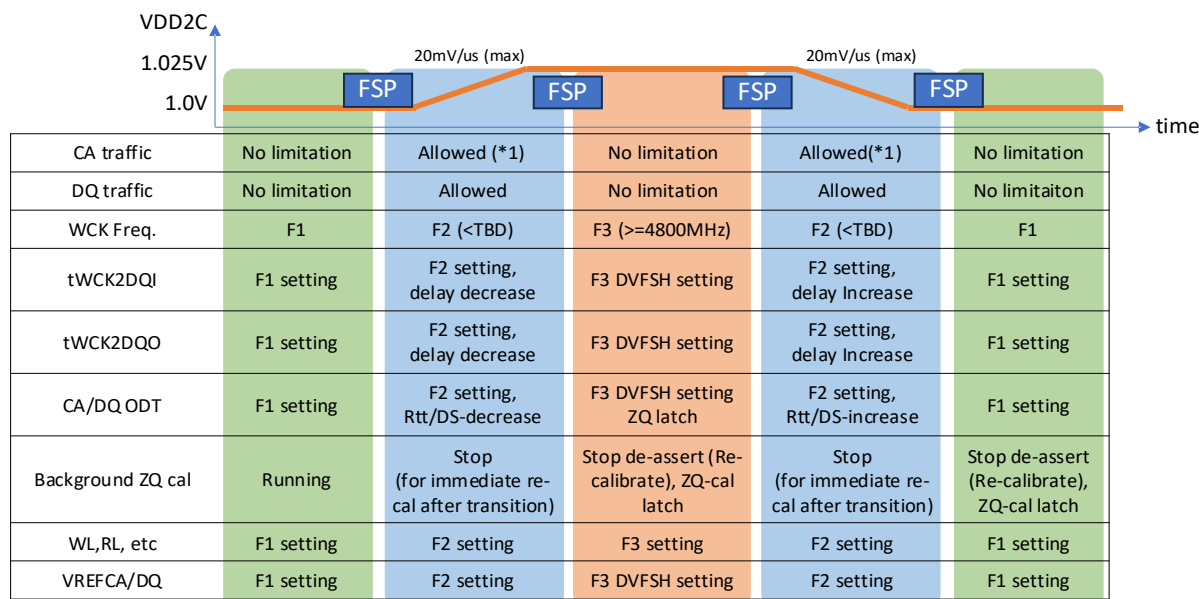 VDD2C
1.025V
1.0V
20mV/us (max)
20mV/us (max)
FSP
FSP
FSP
FSP
time
CA traffic
No limitation
Allowed (*1)
No limitation
Allowed(*1)
No limitation
DQ traffic
No limitation
Allowed
No limitation
Allowed
No limitaiton
WCK Freq.
F1
F2 (<TBD)
F3 (>=4800MHz)
F2 (<TBD)
F1
tWCK2DQI
F1 setting
F2 setting,
delay decrease
F3 DVFSH setting
F2 setting,
delay Increase
F1 setting
tWCK2DQO
F1 setting
F2 setting,
delay decrease
F3 DVFSH setting
F2 setting,
delay Increase
F1 setting
CA/DQ ODT
F1 setting
F2 setting,
Rtt/DS-decrease
F3 DVFSH setting
ZQ latch
F2 setting,
Rtt/DS-increase
F1 setting
Background ZQ cal
Running
Stop
(for immediate re-
cal after transition)
Stop de-assert (Re-
calibrate), ZQ-cal
latch
Stop
(for immediate re-
cal after transition)
Stop de-assert
(Re-calibrate),
ZQ-cal latch
WL,RL, etc
F1 setting
F2 setting
F3 setting
F2 setting
F1 setting
VREFCA/DQ
F1 setting
F2 setting
F3 DVFSH setting
F2 setting
F1 setting